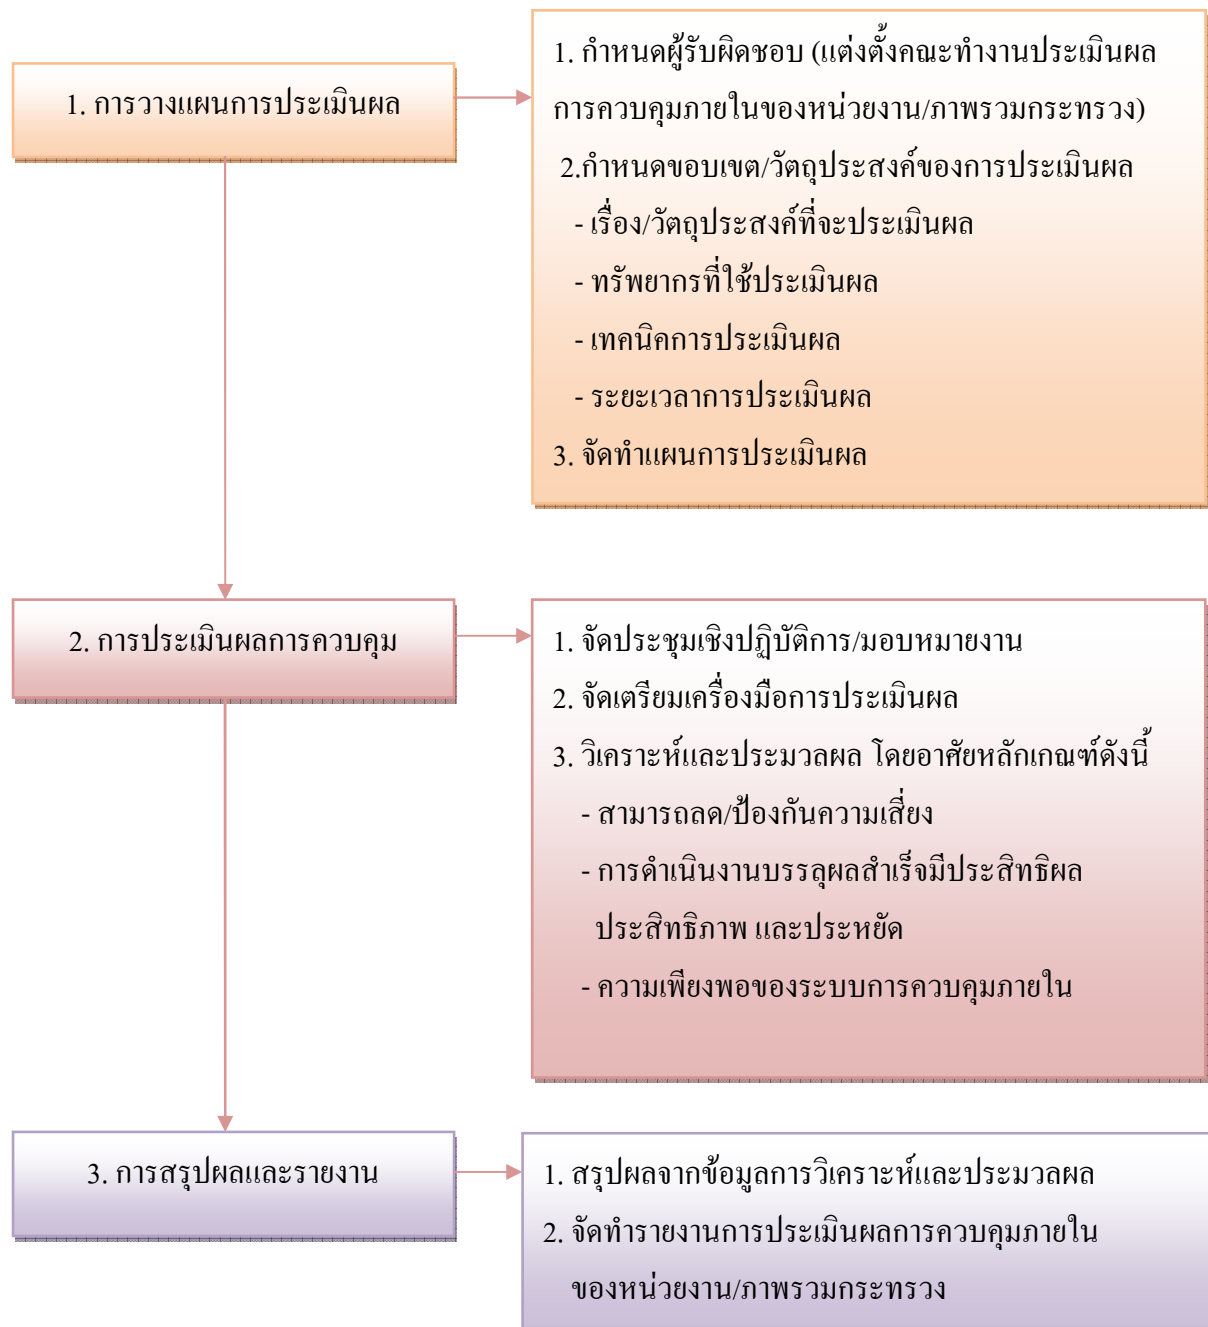 1. การวางแผนการประเมินผล
1. กำหนดผู้รับผิดชอบ (แต่งตั้งคณะทำงานประเมินผล
การควบคุมภายในของหน่วยงาน/ภาพรวมกระทรวง)
2.กำหนดขอบเขต/วัตถุประสงค์ของการประเมินผล
- เรื่อง/วัตถุประสงค์ที่จะประเมินผล
- ทรัพยากรที่ใช้ประเมินผล
- เทคนิคการประเมินผล
- ระยะเวลาการประเมินผล
3. จัดทำแผนการประเมินผล
2. การประเมินผลการควบคุม
1. จัดประชุมเชิงปฏิบัติการ/มอบหมายงาน
2. จัดเตรียมเครื่องมือการประเมินผล
3. วิเคราะห์และประมวลผล โดยอาศัยหลักเกณฑ์ดังนี้
- สามารถลด/ป้องกันความเสี่ยง
- การดำเนินงานบรรลุผลสำเร็จมีประสิทธิผล
ประสิทธิภาพ และประหยัด
- ความเพียงพอของระบบการควบคุมภายใน
3. การสรุปผลและรายงาน
1. สรุปผลจากข้อมูลการวิเคราะห์และประมวลผล
2. จัดทำรายงานการประเมินผลการควบคุมภายใน
ของหน่วยงาน/ภาพรวมกระทรวง